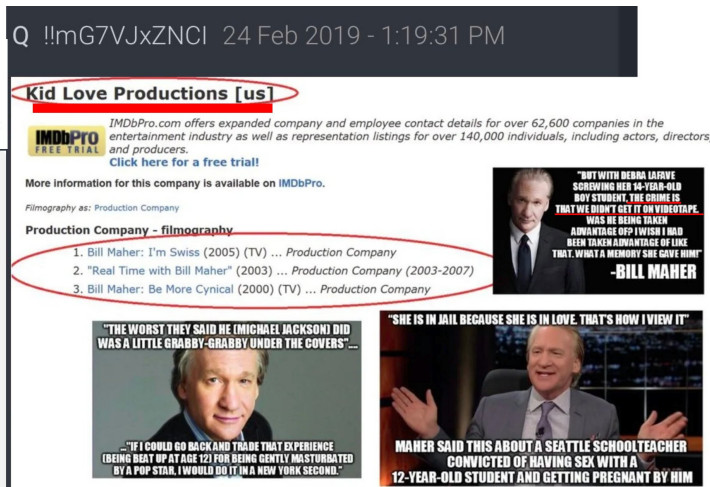 Q !!mG7VJxZNCI 24 Feb 2019 - 1:19:31 PM
Kid Love Productions [us]
IMDbPro
FREE TRIAL
IMDbPro.com offers expanded company and employee contact details for over 62,600 companies in the
entertainment industry as well as representation listings for over 140,000 individuals, including actors, directors,
and producers.
Click here for a free trial!
More information for this company is available on IMDbPro.
Filmography as: Production Company
Production Company - filmography
1. Bill Maher: I'm Swiss (2005) (TV) ... Production Company
2. "Real Time with Bill Maher" (2003) ... Production Company (2003-2007)
3. Bill Maher: Be More Cynical (2000) (TV) ... Production Company
"BUT WITH DEBRA LAFAVE
SCREWING HER 14-YEAR-OLD
BOY STUDENT, THE CRIME IS
THAT WE DIDN'T GET IT ON VIDEOTAPE.
WAS HE BEING TAKEN
ADVANTAGE OF? I WISH I HAD
BEEN TAKEN ADVANTAGE OF LIKE
THAT. WHAT A MEMORY SHE GAVE HIM!"
-BILL MAHER
"THE WORST THEY SAID HE (MICHAEL JACKSON) DID
WAS A LITTLE GRABBY-GRABBY UNDER THE COVERS"....
..."IF I COULD GO BACK AND TRADE THAT EXPERIENCE
(BEING BEAT UP AT AGE 12) FOR BEING GENTLY MASTURBATED
BY A POP STAR, I WOULD DO IT IN A NEW YORK SECOND."
"SHE IS IN JAIL BECAUSE SHE IS IN LOVE. THAT'S HOW I VIEW IT"
MAHER SAID THIS ABOUT A SEATTLE SCHOOLTEACHER
CONVICTED OF HAVING SEX WITH A
12-YEAR-OLD STUDENT AND GETTING PREGNANT BY HIM